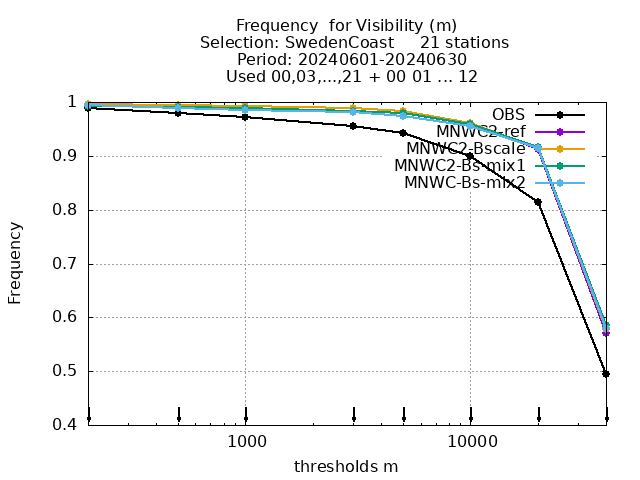 Frequency  for Visibility (m)
Selection: SwedenCoast     21 stations
Period: 20240601-20240630
Used 00,03,...,21 + 00 01 ... 12
OBS
MNWC2-ref
MNWC2-Bscale
MNWC2-Bs-mix1
MNWC-Bs-mix2
1
0.9
0.8
0.7
0.6
0.5
0.4
Frequency
1000
10000
thresholds m